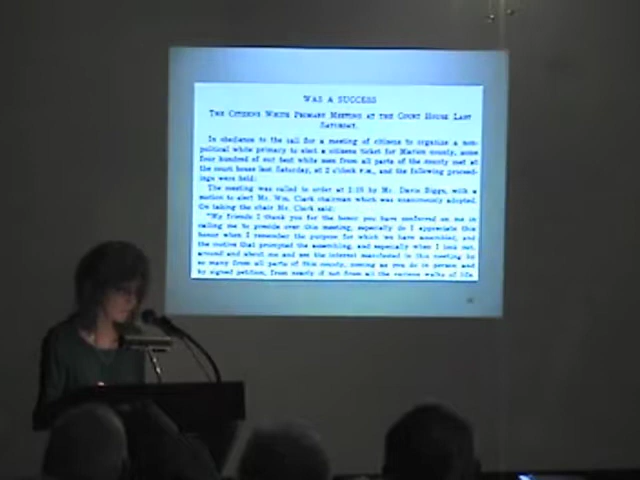 WAS A SUCCESS
THE CITIZENS WHITE PRIMARY MEETING AT THE COURT HOUSE LAST
SATURDAY.
In obediance to the call for a meeting of citizens to organize a non-
political white primary to elect a citizens ticket for Marion county, some
four hundred of our best white men from all parts of the county met at
the court house last Saturday, at 2 o'clock P.M., and the following proceed-
ings were held:
The meeting was called to order at 2:15 by Mr. Davis Biggs, with a
motion to elect Mr. Wm. Clark chairman which was unanimously adopted.
On taking the chair Mr. Clark said:
"My friends I thank you for the honor you have conferred on me in
calling me to preside over this meeting, especially do I appreciate this
honor when I remember the purpose for which we have assembled, and
the motive that prompted the assembling, and especially when I look out,
around and about me and see the interest manifested in this meeting by
so many from all parts of this county, coming as you do in person and
by signed petition, from nearly if not from all the various walks of life